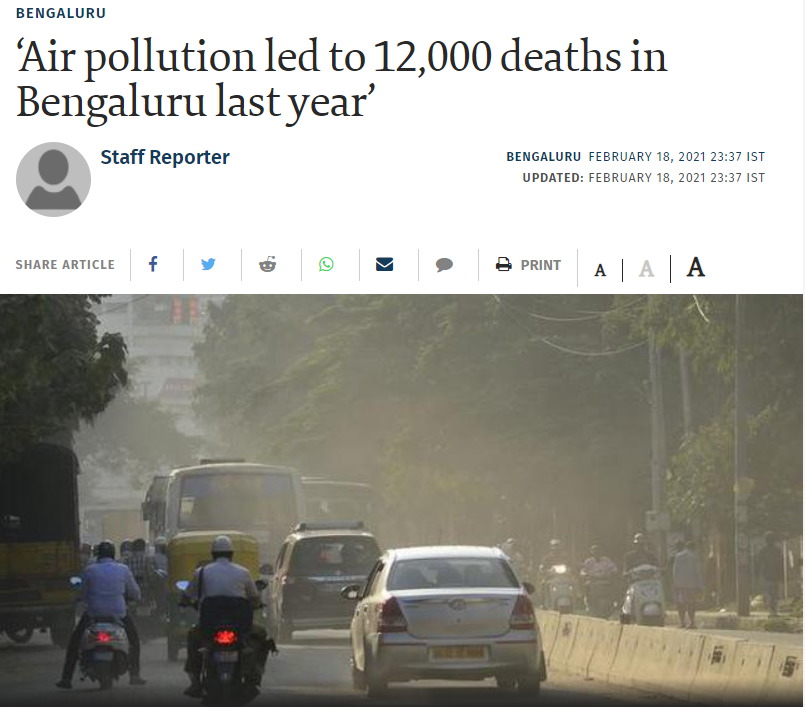 BENGALURU
‘Air pollution led to 12,000 deaths in
Bengaluru last year’
Staff Reporter
BENGALURU FEBRUARY 18, 2021 23:37 IST
UPDATED: FEBRUARY 18, 2021 23:37 IST
SHARE ARTICLE PRINT A A A